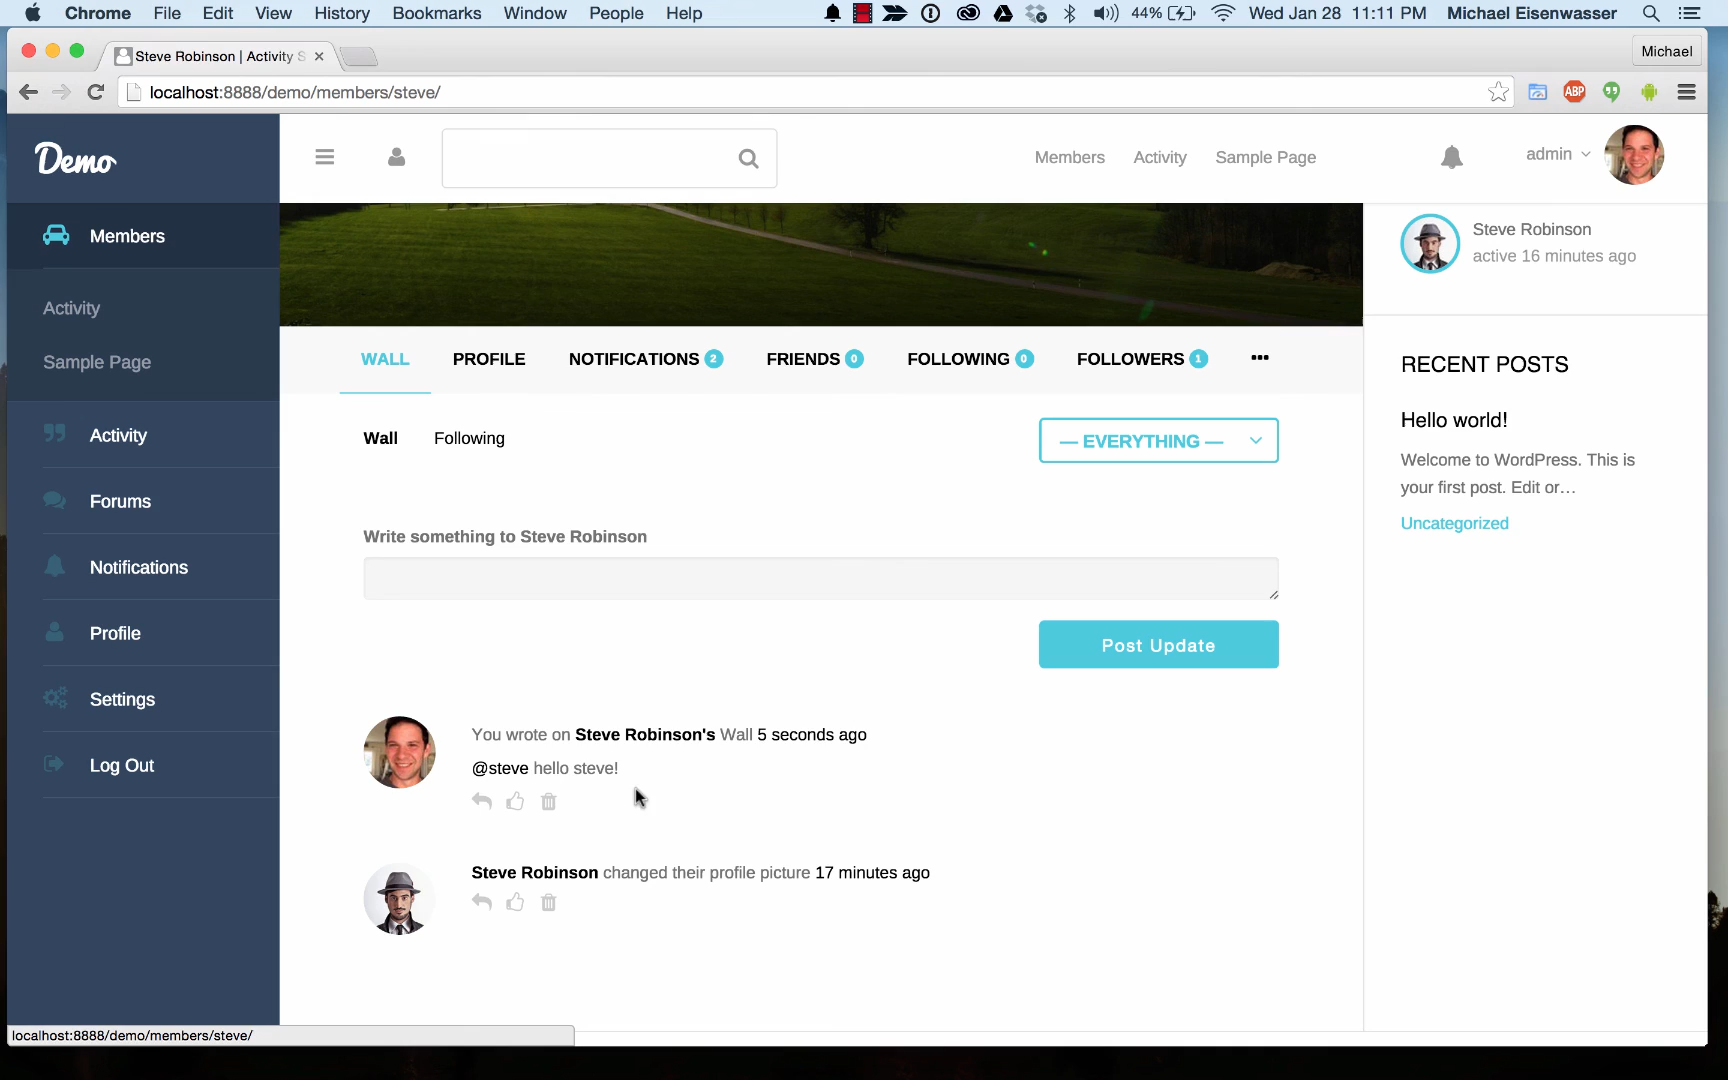 Chrome File Edit View History Bookmarks Window People Help 44% Wed Jan 28 11:11 PM Michael Eisenwasser
Steve Robinson | Activity S
Michael
localhost:8888/demo/members/steve/
ABP
Demo
Members Activity Sample Page
admin
Members
Activity
Sample Page
Activity
Forums
Notifications
Profile
Settings
Log Out
WALL PROFILE NOTIFICATIONS 2 FRIENDS 0 FOLLOWING 0 FOLLOWERS 1 •••
Wall Following
— EVERYTHING —
Write something to Steve Robinson
Post Update
You wrote on Steve Robinson's Wall 5 seconds ago
@steve hello steve!
Steve Robinson changed their profile picture 17 minutes ago
Steve Robinson
active 16 minutes ago
RECENT POSTS
Hello world!
Welcome to WordPress. This is
your first post. Edit or…
Uncategorized
localhost:8888/demo/members/steve/